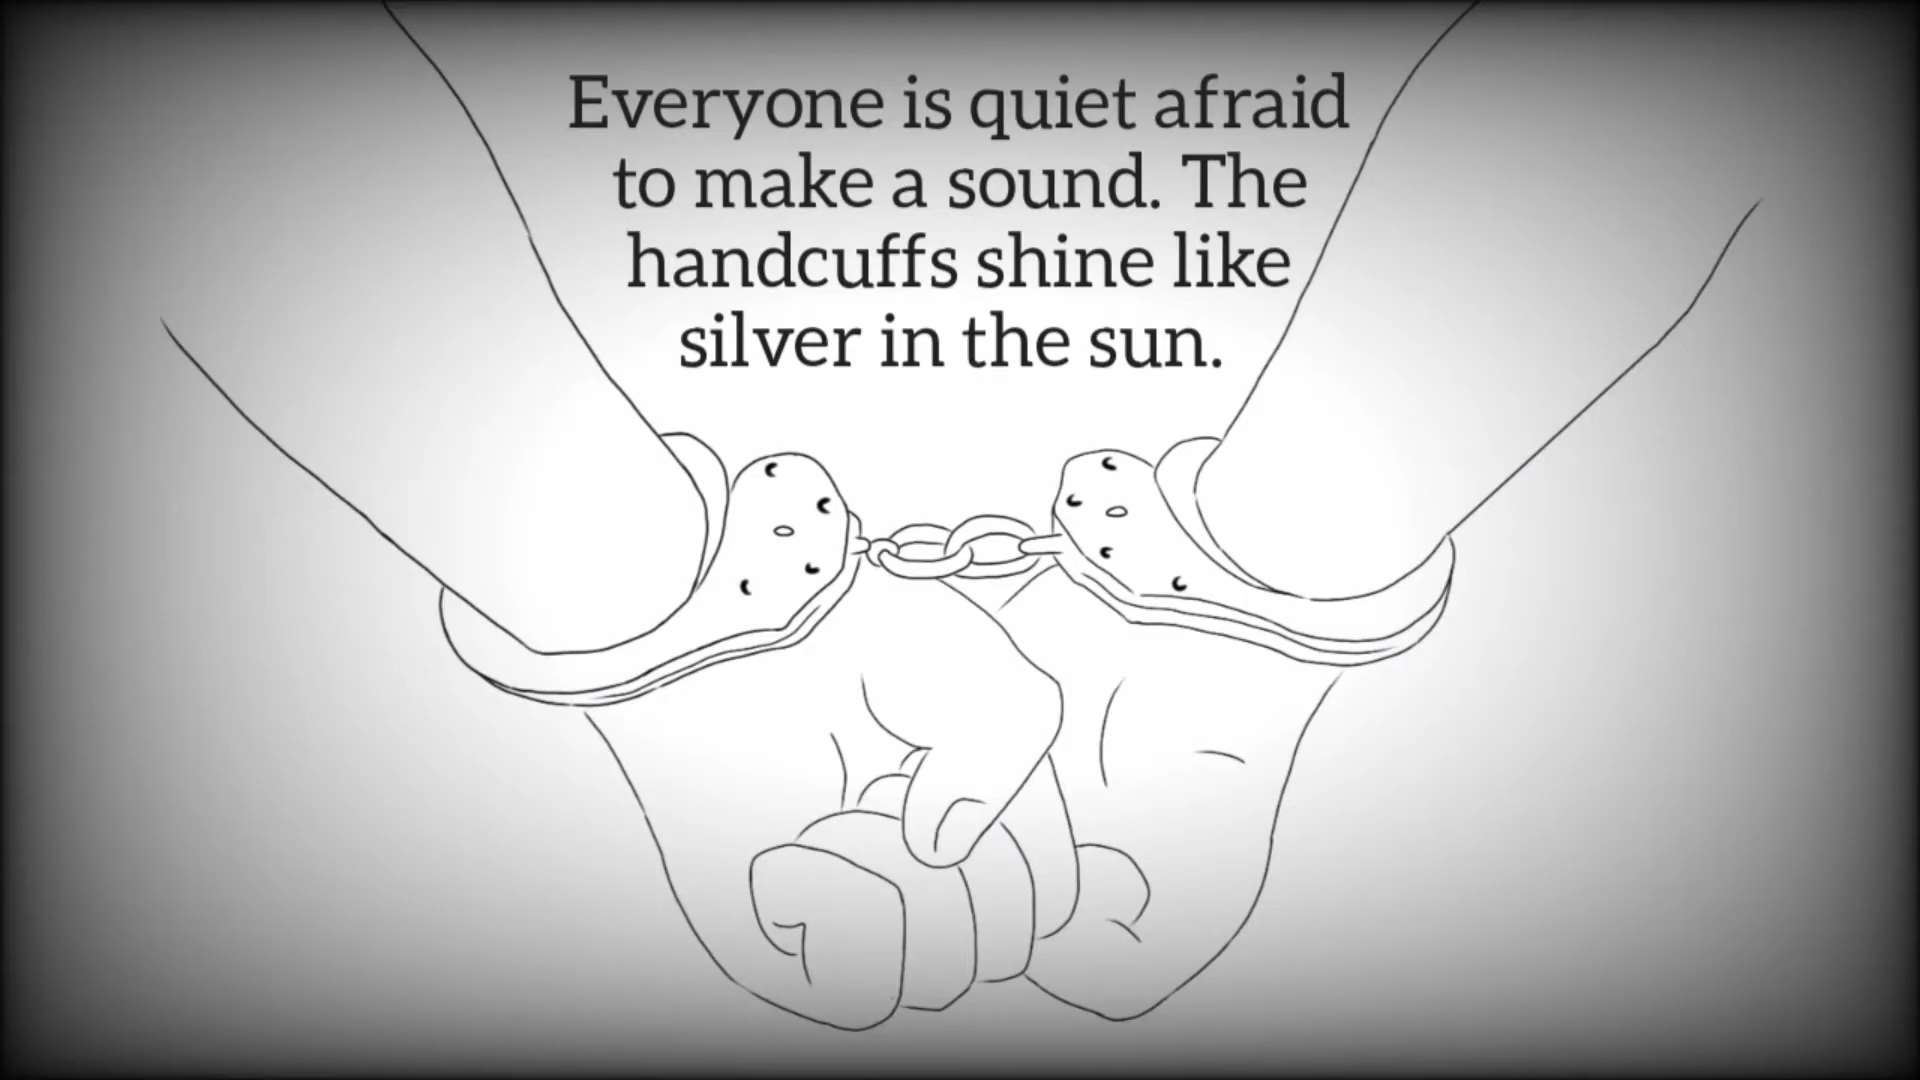 Everyone is quiet afraid
to make a sound. The
handcuffs shine like
silver in the sun.